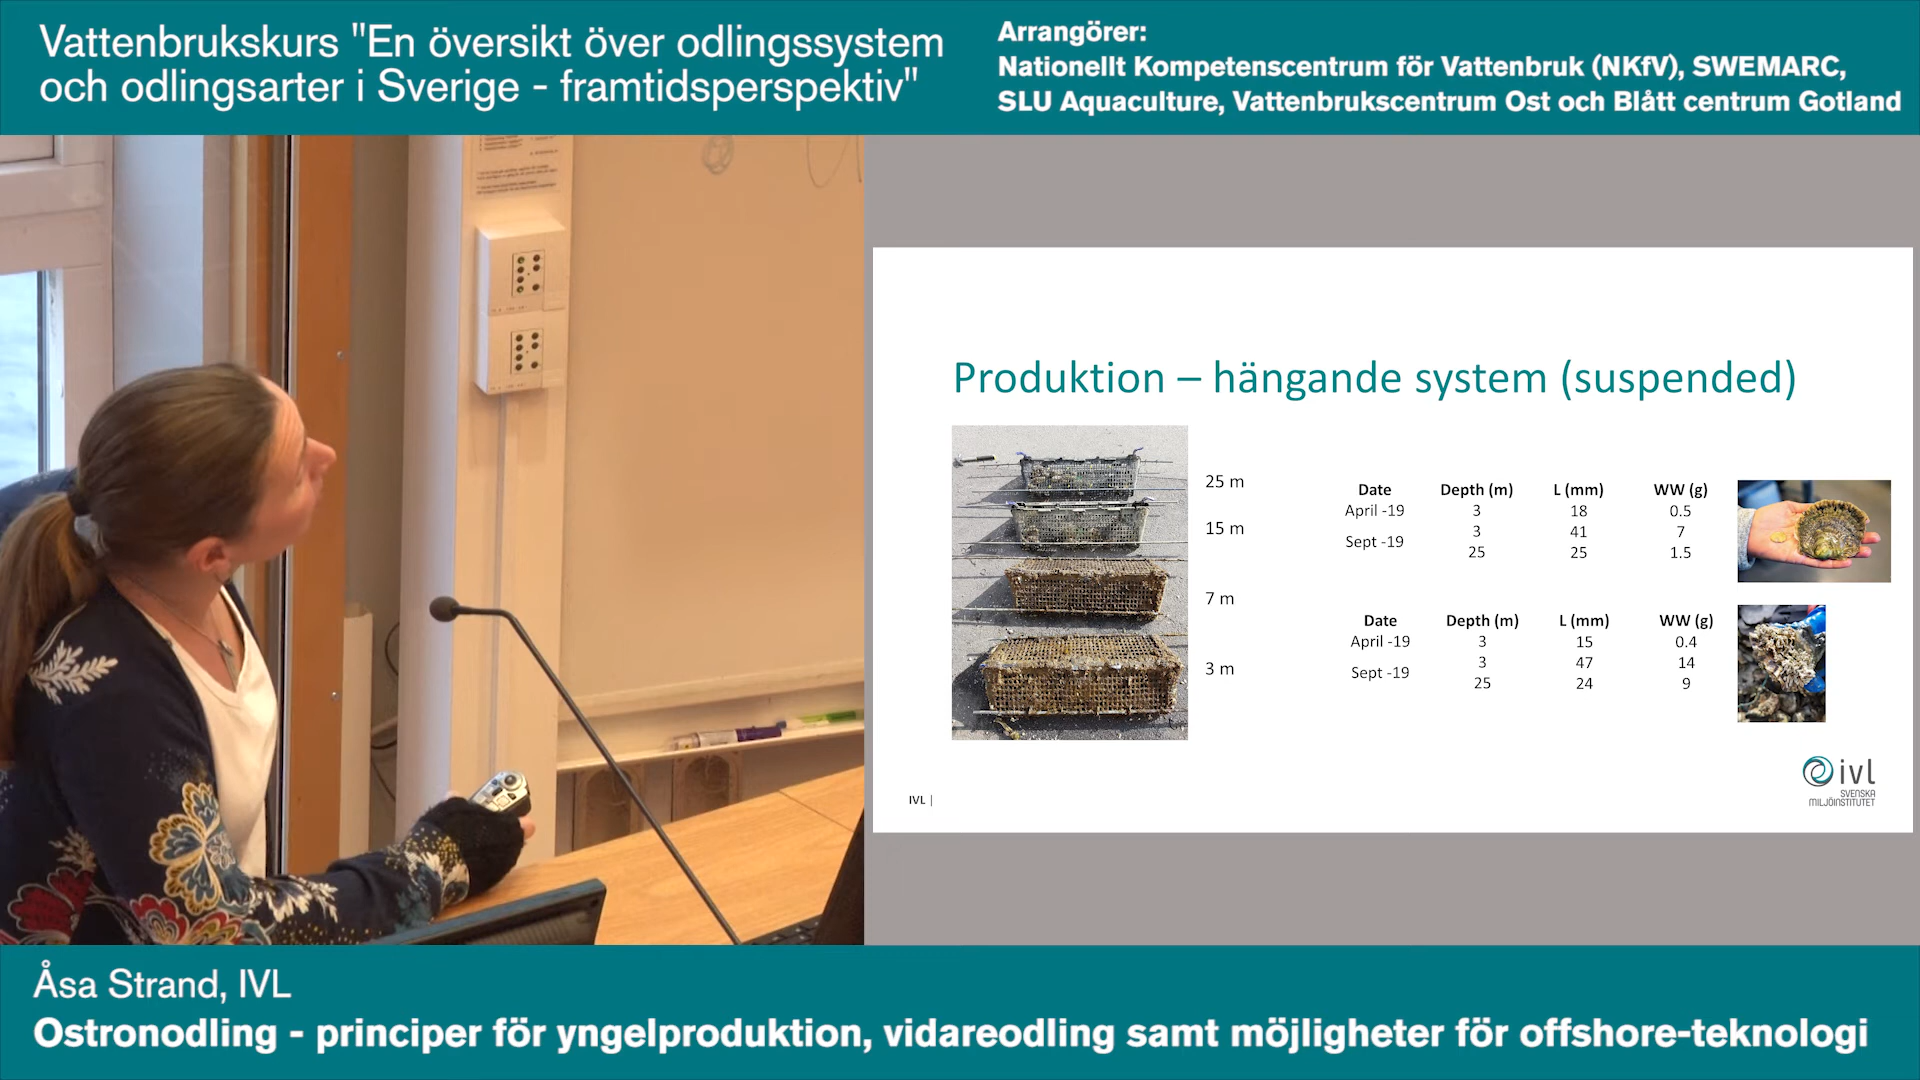 Vattenbrukskurs "En översikt över odlingssystem
och odlingsarter i Sverige - framtidsperspektiv"
Arrangörer:
Nationellt Kompetenscentrum för Vattenbruk (NKfV), SWEMARC,
SLU Aquaculture, Vattenbrukscentrum Ost och Blått centrum Gotland
Produktion – hängande system (suspended)
25 m
15 m
7 m
3 m
Date Depth (m) L (mm) WW (g)
April -19 3 18 0.5
Sept -19 3 41 7
25 25 1.5
Date Depth (m) L (mm) WW (g)
April -19 3 15 0.4
Sept -19 3 47 14
25 24 9
IVL |
ivl
SVENSKA
MILJÖINSTITUTET
Åsa Strand, IVL
Ostronodling - principer för yngelproduktion, vidareodling samt möjligheter för offshore-teknologi